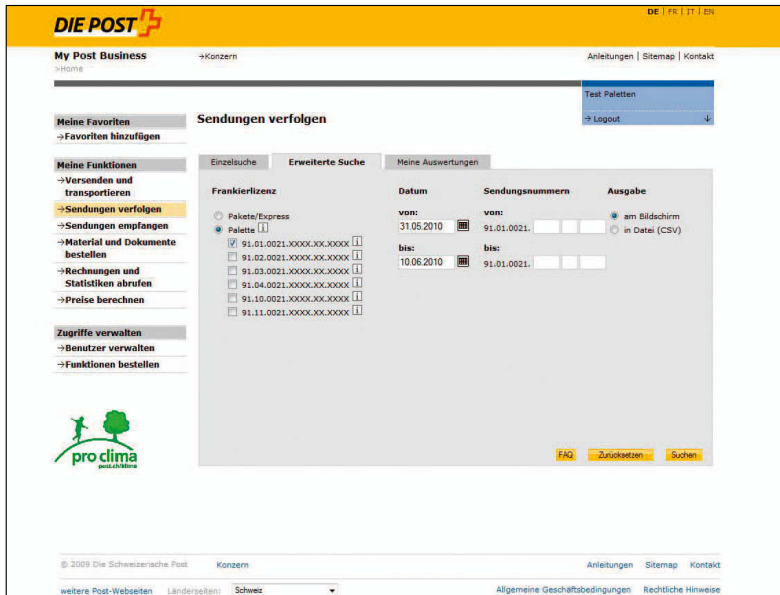 DIE POST
DE | FR | IT | EN
My Post Business
→Konzern
Anleitungen | Sitemap | Kontakt
>Home
Test Paletten
→ Logout
Meine Favoriten
→Favoriten hinzufügen
Meine Funktionen
→Versenden und
transportieren
→Sendungen verfolgen
→Sendungen empfangen
→Material und Dokumente
bestellen
→Rechnungen und
Statistiken abrufen
→Preise berechnen
Zugriffe verwalten
→Benutzer verwalten
→Funktionen bestellen
pro clima
post.ch/klima
Sendungen verfolgen
Einzelsuche
Erweiterte Suche
Meine Auswertungen
Frankierlizenz
Pakete/Express
Palette
91.01.0021.XXXX.XX.XXXX
91.02.0021.XXXX.XX.XXXX
91.03.0021.XXXX.XX.XXXX
91.04.0021.XXXX.XX.XXXX
91.10.0021.XXXX.XX.XXXX
91.11.0021.XXXX.XX.XXXX
Datum
von:
31.05.2010
bis:
10.06.2010
Sendungsnummern
von:
91.01.0021.
bis:
91.01.0021.
Ausgabe
am Bildschirm
in Datei (CSV)
FAQ
Zurücksetzen
Suchen
© 2009 Die Schweizerische Post
Konzern
Anleitungen
Sitemap
Kontakt
weitere Post-Webseiten
Länderseiten:
Schweiz
Allgemeine Geschäftsbedingungen
Rechtliche Hinweise